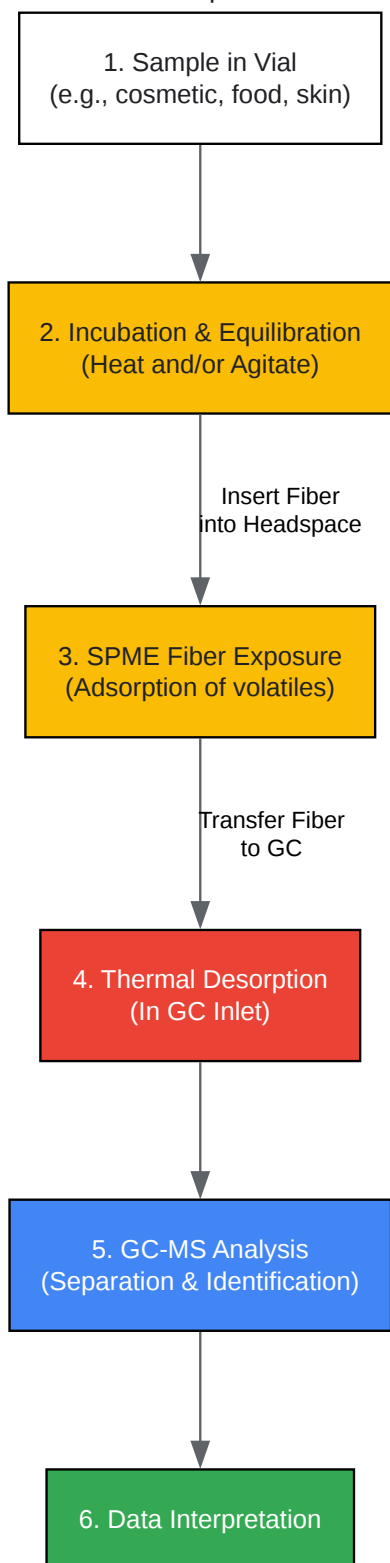 1. Sample in Vial
(e.g., cosmetic, food, skin)
2. Incubation & Equilibration
(Heat and/or Agitate)
Insert Fiber
into Headspace
3. SPME Fiber Exposure
(Adsorption of volatiles)
Transfer Fiber
to GC
4. Thermal Desorption
(In GC Inlet)
5. GC-MS Analysis
(Separation & Identification)
6. Data Interpretation